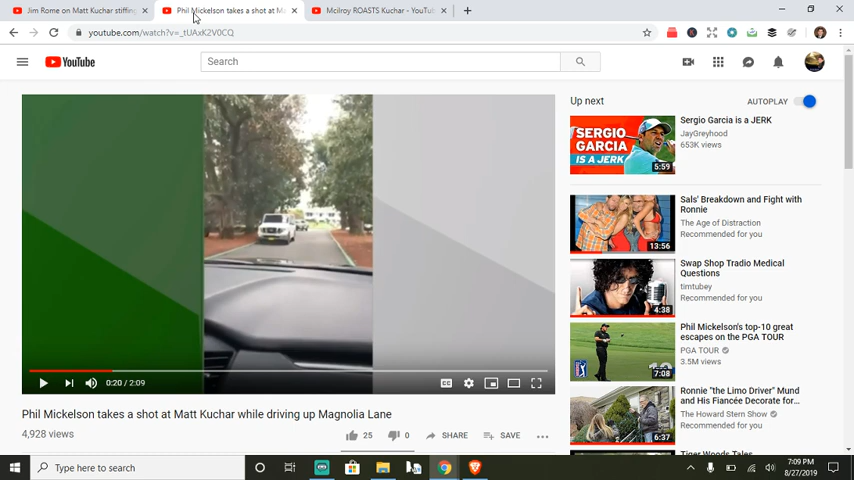 Jim Rome on Matt Kuchar stiffing
Phil Mickelson takes a shot at Ma
Mcilroy ROASTS Kuchar - YouTub
youtube.com/watch?v=_tUAxK2V0CQ
YouTube
Search
Up next
AUTOPLAY
SERGIO
GARCIA
IS A JERK
5:59
Sergio Garcia is a JERK
JayGreyhood
653K views
13:56
Sals' Breakdown and Fight with
Ronnie
The Age of Distraction
Recommended for you
4:38
Swap Shop Tradio Medical
Questions
timtubey
Recommended for you
PGA TOUR
7:08
Phil Mickelson's top-10 great
escapes on the PGA TOUR
PGA TOUR
3.5M views
6:37
Ronnie "the Limo Driver" Mund
and His Fiancée Decorate for...
The Howard Stern Show
Recommended for you
0:20 / 2:09
CC
Phil Mickelson takes a shot at Matt Kuchar while driving up Magnolia Lane
4,928 views
25
0
SHARE
SAVE
Type here to search
7:09 PM
8/27/2019